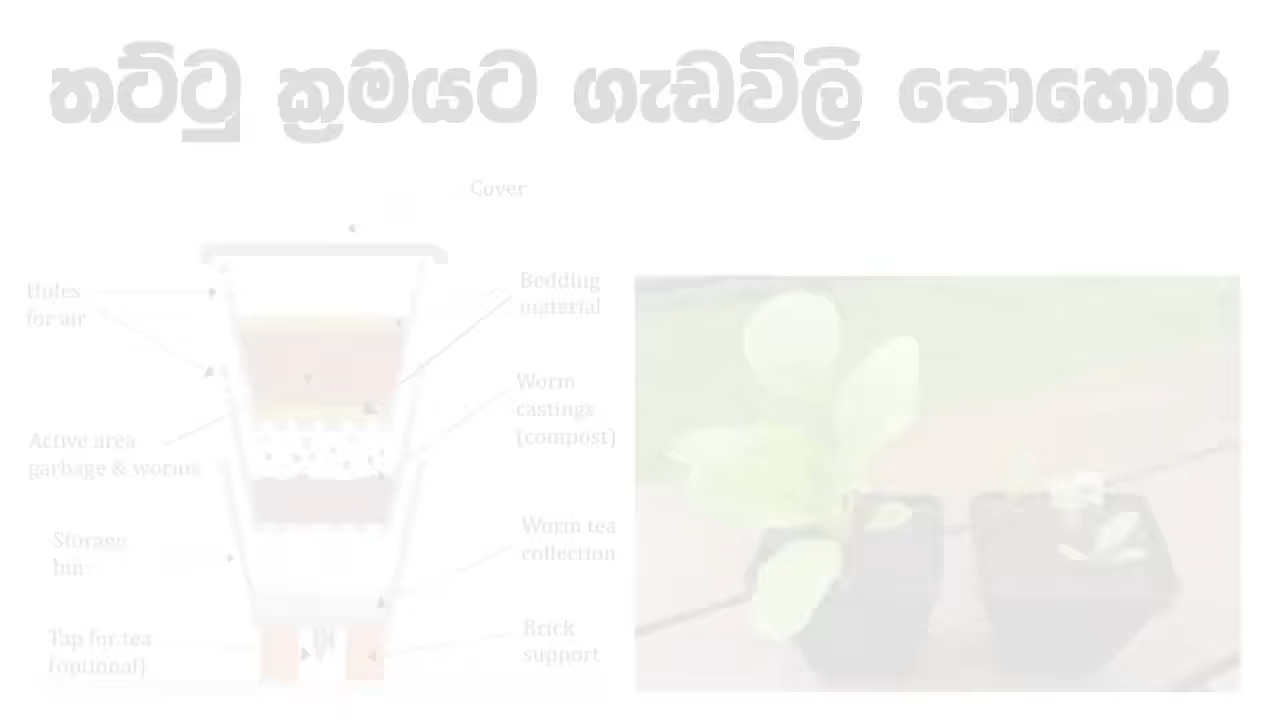 තට්ටු ක්‍රමයට ගැඩවිලි පොහොර
Cover
Holes
for air
Bedding
material
Worm
castings
(compost)
Active area
garbage & worms
Storage
bin
Worm tea
collection
Tap for tea
(optional)
Brick
support